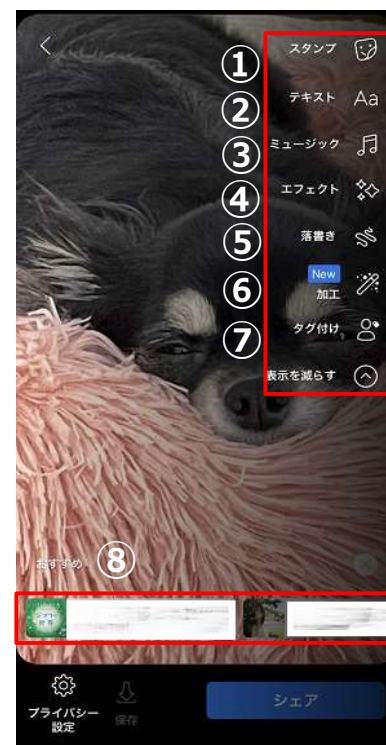 ① スタンプ
② テキスト Aa
③ ミュージック
④ エフェクト
⑤ 落書き
New
⑥ 加工
⑦ タグ付け
表示を減らす
おすすめ ⑧
プライバシー
設定
保存
シェア